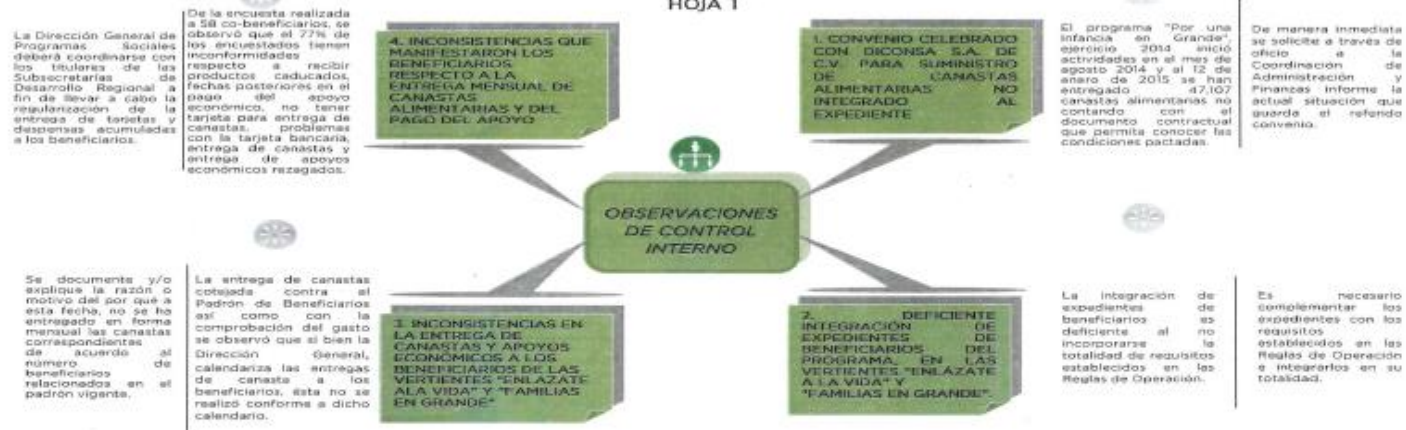 HOJA 1
La Dirección General de
Programas Sociales
deberá coordinarse con
los titulares de las
Subsecretarías de
Desarrollo Regional a
fin de llevar a cabo la
regularización de la
entrega de tarjetas y
despensas acumuladas
a los beneficiarios.
De la encuesta realizada
a 58 co-beneficiarios, se
observó que el 77% de
los encuestados tienen
inconformidades
respecto a recibir
productos caducados,
fechas posteriores en el
pago del apoyo
económico, no tener
tarjeta para entrega de
canastas, problemas
con la tarjeta bancaria,
entrega de canastas y
entrega de apoyos
económicos rezagados.
4. INCONSISTENCIAS QUE
MANIFESTARON LOS
BENEFICIARIOS
RESPECTO A LA
ENTREGA MENSUAL DE
CANASTAS
ALIMENTARIAS Y DEL
PAGO DEL APOYO
1. CONVENIO CELEBRADO
CON DICONSA S.A. DE
C.V. PARA SUMINISTRO
DE CANASTAS
ALIMENTARIAS NO
INTEGRADO AL
EXPEDIENTE
El programa "Por una
infancia en Grande",
ejercicio 2014 inició
actividades en el mes de
agosto 2014 y al 12 de
enero de 2015 se han
entregado 47,107
canastas alimentarias no
contando con el
documento contractual
que permita conocer las
condiciones pactadas.
De manera inmediata
se solicite a través de
oficio a la
Coordinación de
Administración y
Finanzas informe la
actual situación que
guarda el referido
convenio.
OBSERVACIONES
DE CONTROL
INTERNO
Se documente y/o
explique la razón o
motivo del por qué a
esta fecha, no se ha
entregado en forma
mensual las canastas
correspondientes
de acuerdo al
número de
beneficiarios
relacionados en el
padrón vigente.
La entrega de canastas
cotejada contra el
Padrón de Beneficiarios
así como con la
comprobación del gasto
se observó que si bien la
Dirección General,
calendariza las entregas
de canasta a los
beneficiarios, ésta no se
realizó conforme a dicho
calendario.
3. INCONSISTENCIAS EN
LA ENTREGA DE
CANASTAS Y APOYOS
ECONÓMICOS A LOS
BENEFICIARIOS DE LAS
VERTIENTES "ENLÁZATE
ALA VIDA" Y "FAMILIAS
EN GRANDE"
2. DEFICIENTE
INTEGRACIÓN DE
EXPEDIENTES DE
BENEFICIARIOS DEL
PROGRAMA, EN LAS
VERTIENTES "ENLÁZATE
A LA VIDA" Y
"FAMILIAS EN GRANDE".
La integración de
expedientes de
beneficiarios es
deficiente al no
incorporarse la
totalidad de requisitos
establecidos en las
Reglas de Operación.
Es necesario
complementar los
expedientes con los
requisitos
establecidos en las
Reglas de Operación
e integrarlos en su
totalidad.